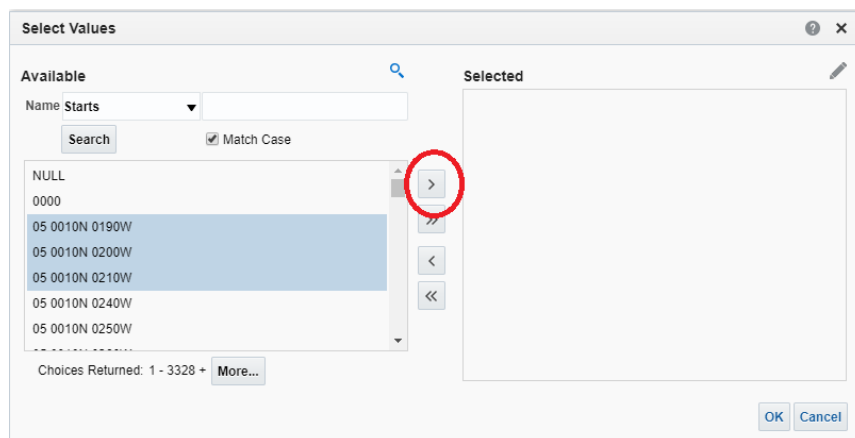 Select Values
Available
Selected
Name Starts
Search
Match Case
NULL
0000
05 0010N 0190W
05 0010N 0200W
05 0010N 0210W
05 0010N 0240W
05 0010N 0250W
Choices Returned: 1 - 3328 + More...
OK Cancel